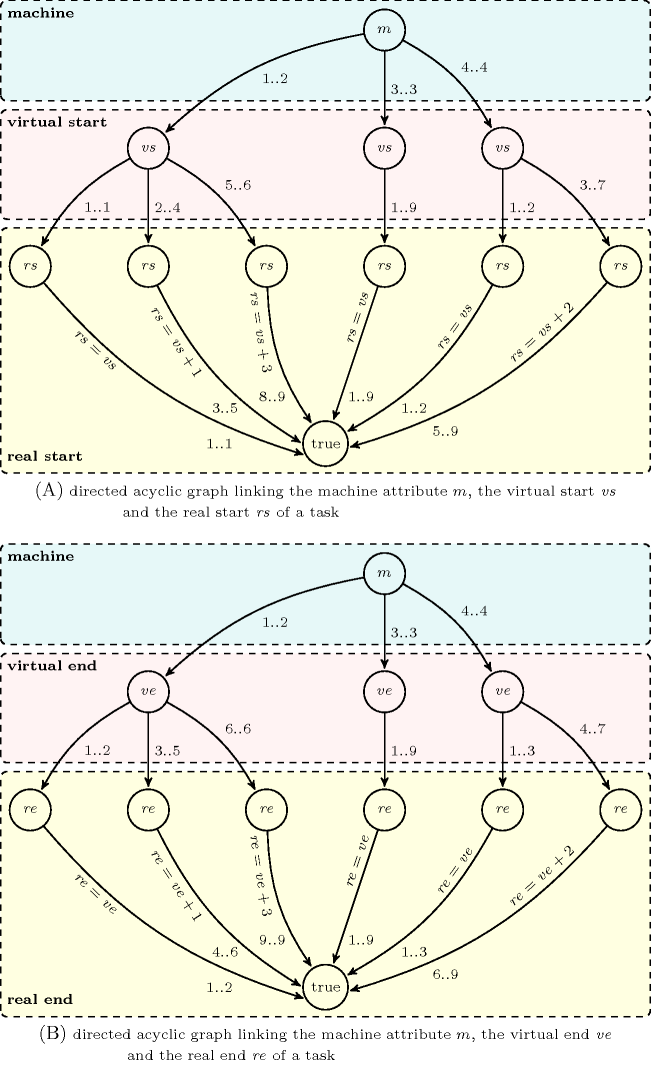 machine
m
1..2
3..3
4..4
virtual start
vs
vs
vs
1..1
2..4
5..6
1..9
1..2
3..7
rs
rs
rs
rs
rs
rs
rs = vs
rs = vs + 1
rs = vs + 3
rs = vs
rs = vs
rs = vs + 2
1..1
3..5
8..9
1..9
1..2
5..9
true
real start
(A) directed acyclic graph linking the machine attribute m, the virtual start vs
and the real start rs of a task
machine
m
1..2
3..3
4..4
virtual end
ve
ve
ve
1..2
3..5
6..6
1..9
1..3
4..7
re
re
re
re
re
re
re = ve
re = ve + 1
re = ve + 3
re = ve
re = ve
re = ve + 2
1..2
4..6
9..9
1..9
1..3
6..9
true
real end
(B) directed acyclic graph linking the machine attribute m, the virtual end ve
and the real end re of a task